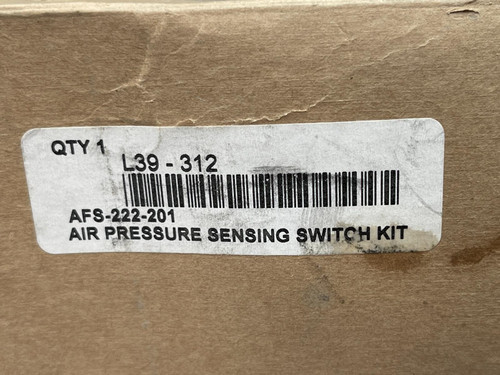 QTY 1
L39 - 312
AFS-222-201
AIR PRESSURE SENSING SWITCH KIT